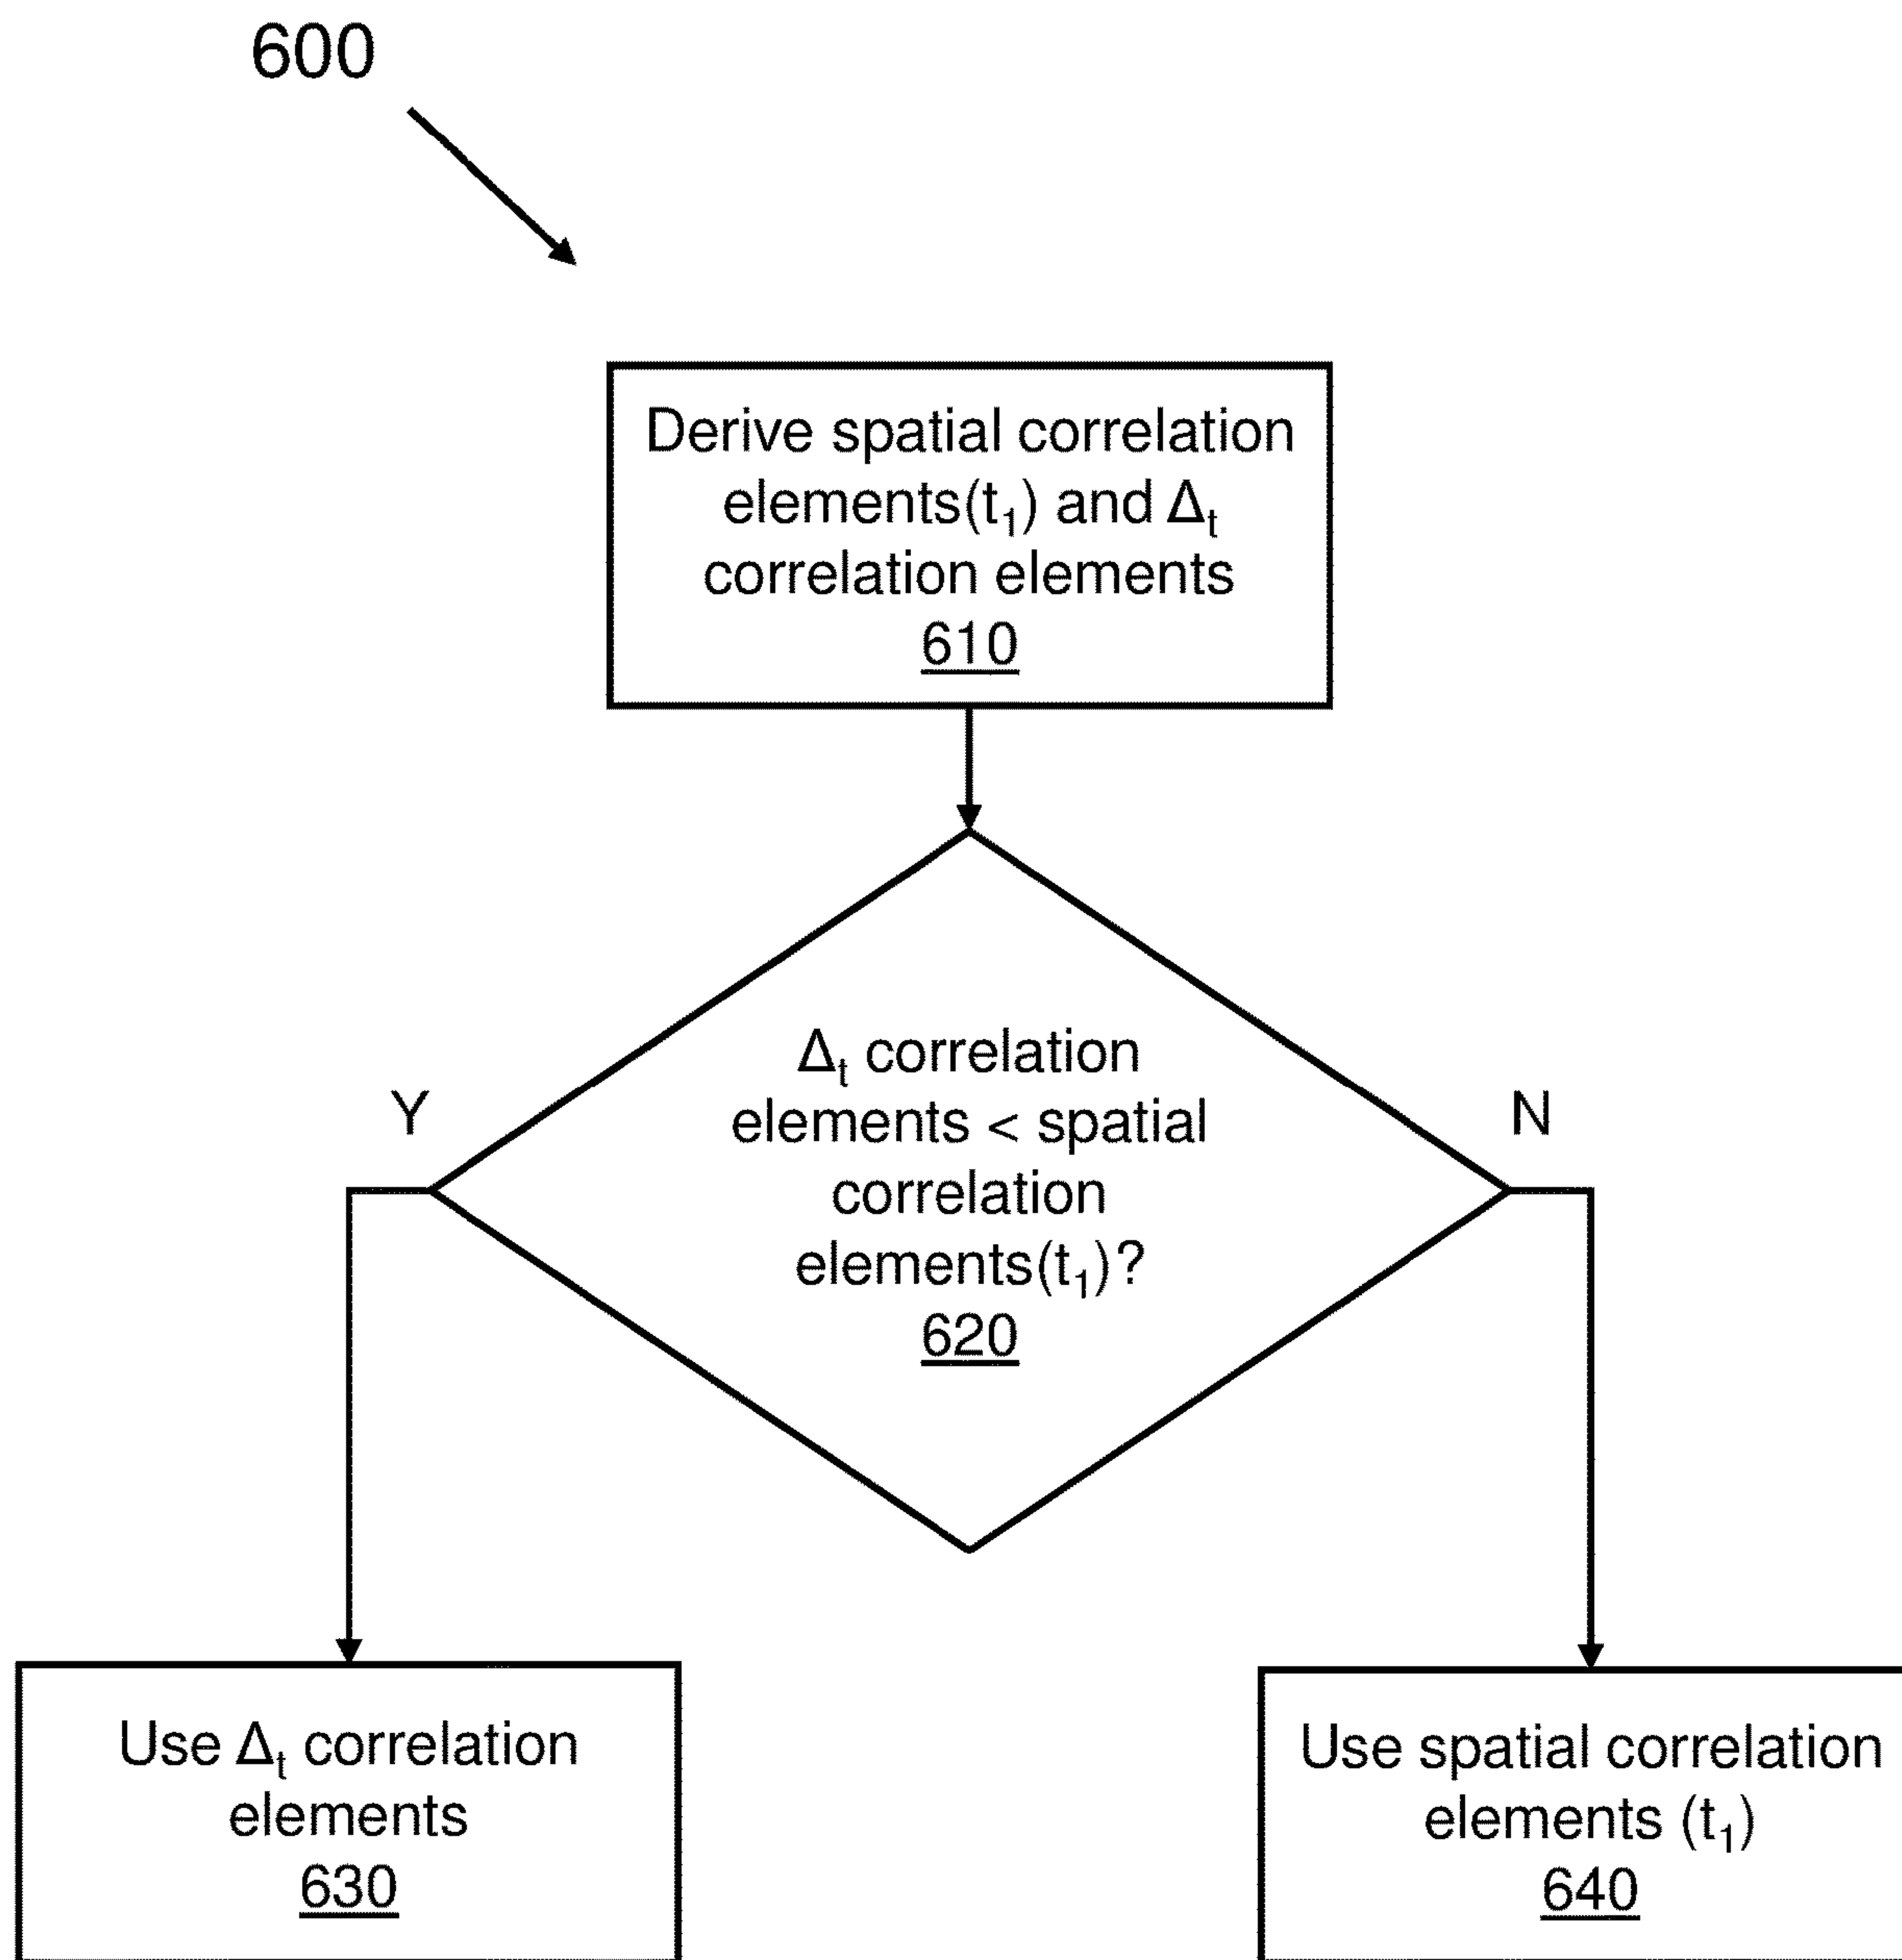 600
Derive spatial correlation
elements(t₁) and Δₜ
correlation elements
610
Δₜ correlation
elements < spatial
correlation
elements(t₁)?
620
Y
N
Use Δₜ correlation
elements
630
Use spatial correlation
elements (t₁)
640